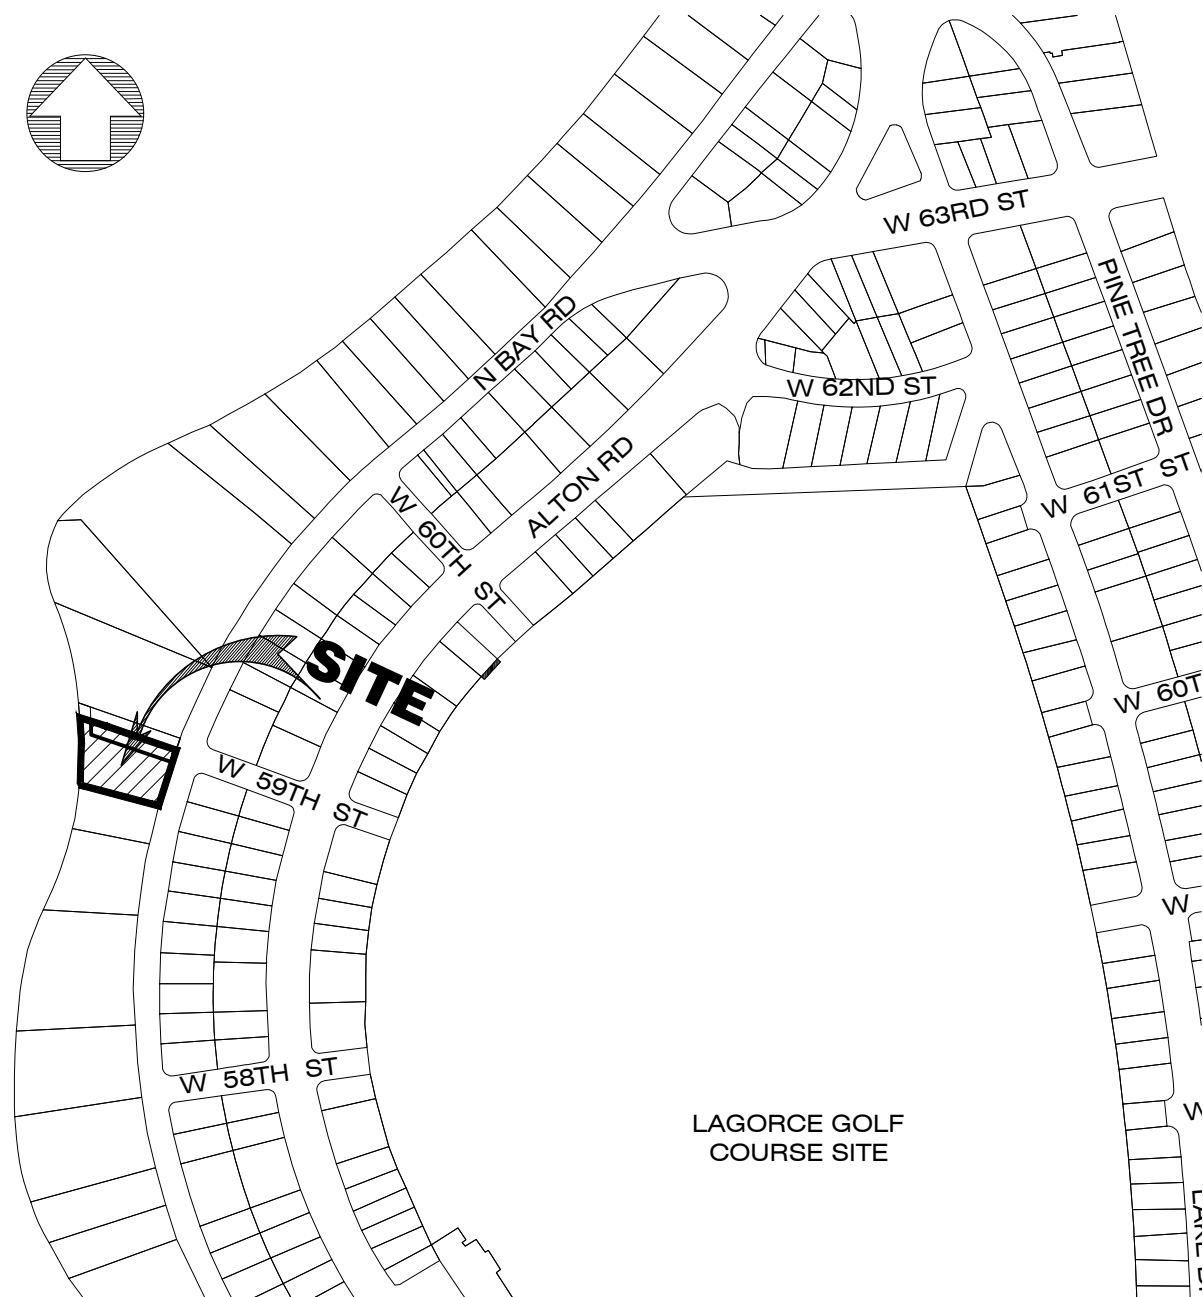 W 63RD ST
PINE TREE DR
N BAY RD
W 62ND ST
ALTON RD
W 61ST ST
W 60TH ST
SITE
W 60T
W 59TH ST
W
W 58TH ST
W
LAGORCE GOLF
COURSE SITE
LAKE D